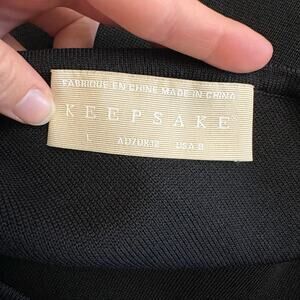 FABRIQUE EN CHINE MADE IN CHINA
KEEPSAKE®
L AU/UK12 USA 8